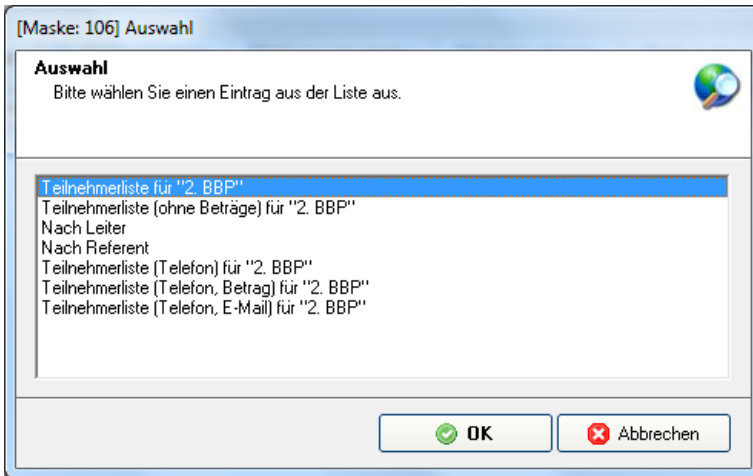 [Maske: 106] Auswahl
Auswahl
Bitte wählen Sie einen Eintrag aus der Liste aus.
Teilnehmerliste für "2. BBP"
Teilnehmerliste (ohne Beträge) für "2. BBP"
Nach Leiter
Nach Referent
Teilnehmerliste (Telefon) für "2. BBP"
Teilnehmerliste (Telefon, Betrag) für "2. BBP"
Teilnehmerliste (Telefon, E-Mail) für "2. BBP"
OK
Abbrechen